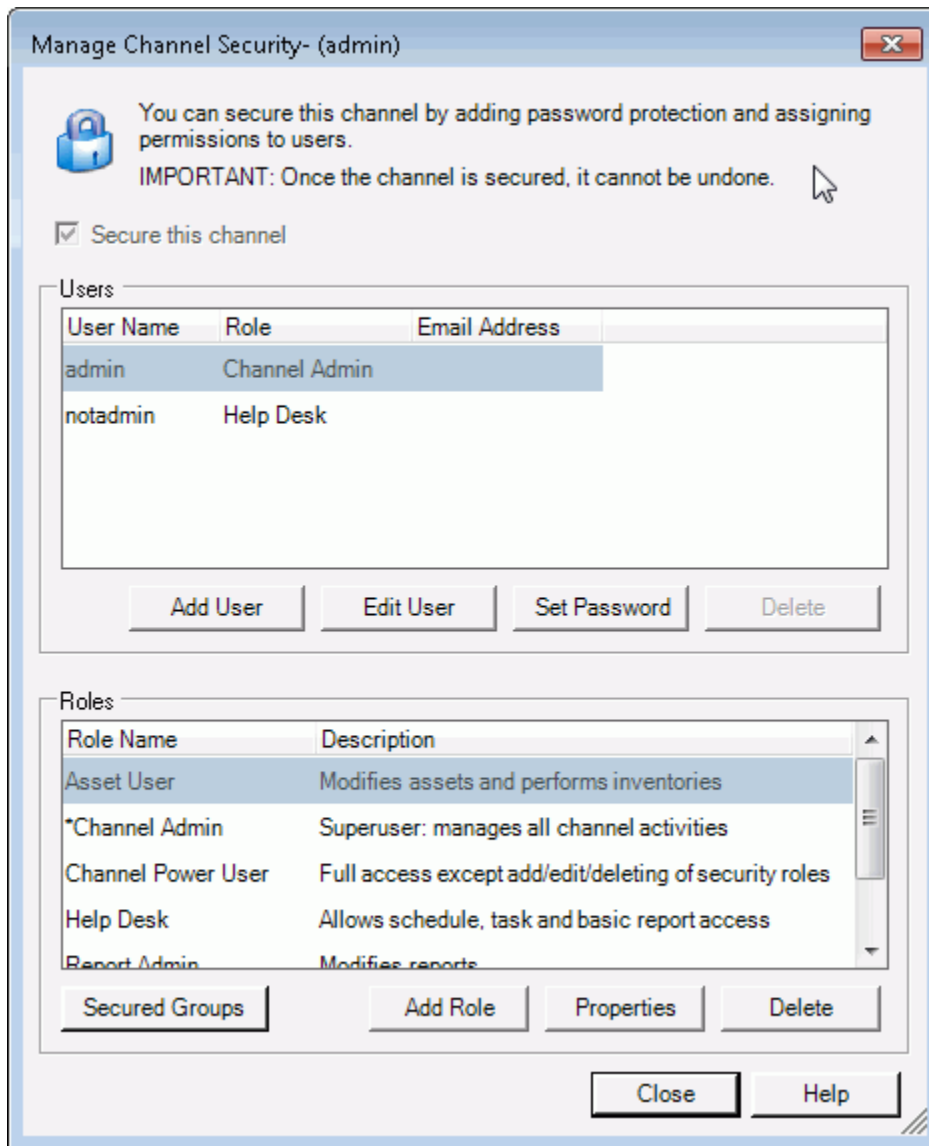 Manage Channel Security- (admin)
You can secure this channel by adding password protection and assigning
permissions to users.
IMPORTANT: Once the channel is secured, it cannot be undone.
Secure this channel
Users
User Name Role Email Address
admin Channel Admin
notadmin Help Desk
Add User Edit User Set Password Delete
Roles
Role Name Description
Asset User Modifies assets and performs inventories
*Channel Admin Superuser: manages all channel activities
Channel Power User Full access except add/edit/deleting of security roles
Help Desk Allows schedule, task and basic report access
Report Admin Modifies reports
Secured Groups Add Role Properties Delete
Close Help